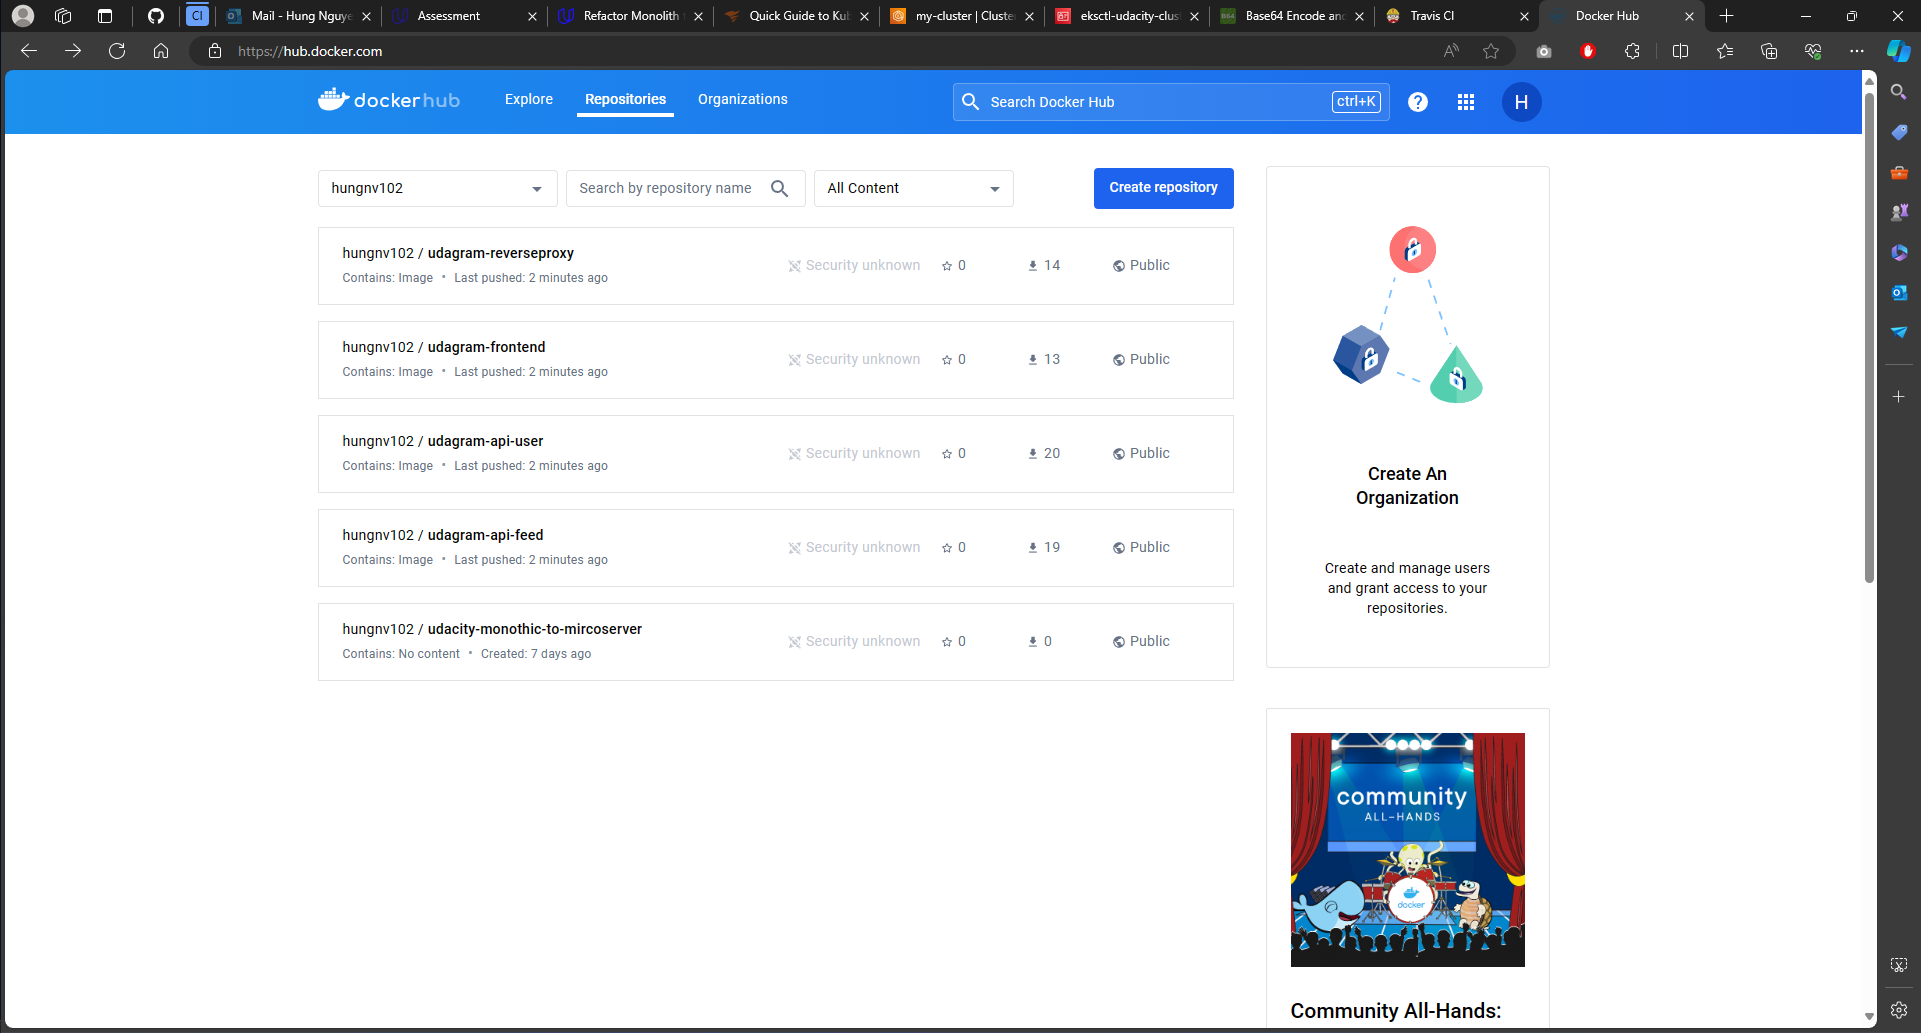 CI
Mail - Hung Nguye
Assessment
Refactor Monolith
Quick Guide to Ku
my-cluster | Cluster
eksctl-udacity-clus
B64
Base64 Encode and
Travis CI
Docker Hub
https://hub.docker.com
dockerhub
Explore
Repositories
Organizations
Search Docker Hub
ctrl+K
H
hungnv102
Search by repository name
All Content
Create repository
hungnv102 / udagram-reverseproxy
Security unknown 0 14 Public
Contains: Image • Last pushed: 2 minutes ago
hungnv102 / udagram-frontend
Security unknown 0 13 Public
Contains: Image • Last pushed: 2 minutes ago
hungnv102 / udagram-api-user
Security unknown 0 20 Public
Contains: Image • Last pushed: 2 minutes ago
hungnv102 / udagram-api-feed
Security unknown 0 19 Public
Contains: Image • Last pushed: 2 minutes ago
hungnv102 / udacity-monothic-to-mircoserver
Security unknown 0 0 Public
Contains: No content • Created: 7 days ago
Create An
Organization
Create and manage users
and grant access to your
repositories.
community
ALL-HANDS
docker
Community All-Hands: